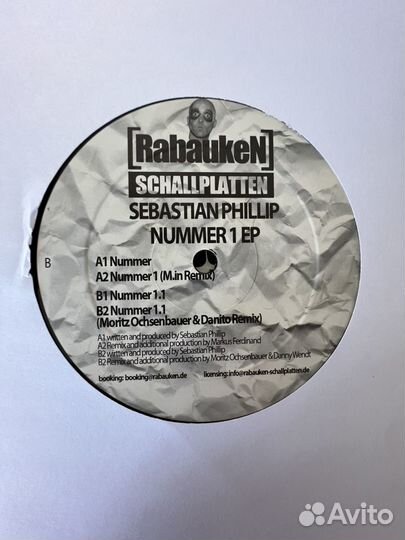 [RabaukeN]
SCHALLPLATTEN
SEBASTIAN PHILLIP
NUMMER 1 EP
B
A1 Nummer
A2 Nummer 1 (M.in Remix)
B1 Nummer 1.1
B2 Nummer 1.1
(Moritz Ochsenbauer & Danito Remix)
A1 written and produced by Sebastian Phillip
A2 Remix and additional production by Markus Ferdinand
B2 wirtten and produced by Sebastian Phillip
B2 Remix and additional production by Moritz Ochsenbauer & Danny Wendt
booking: booking@rabauken.de licensing: info@rabauken-schallplatten.de
Avito